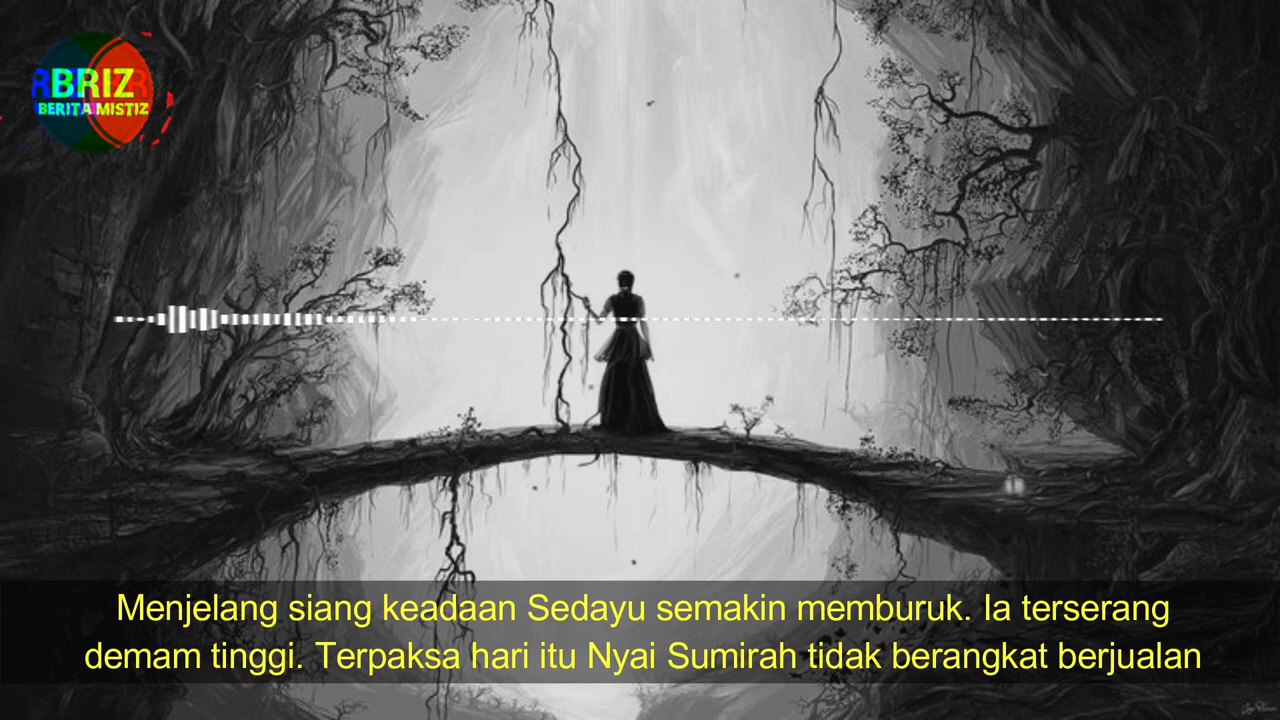 BRIZ
BERITA MISTIZ
Menjelang siang keadaan Sedayu semakin memburuk. Ia terserang
demam tinggi. Terpaksa hari itu Nyai Sumirah tidak berangkat berjualan